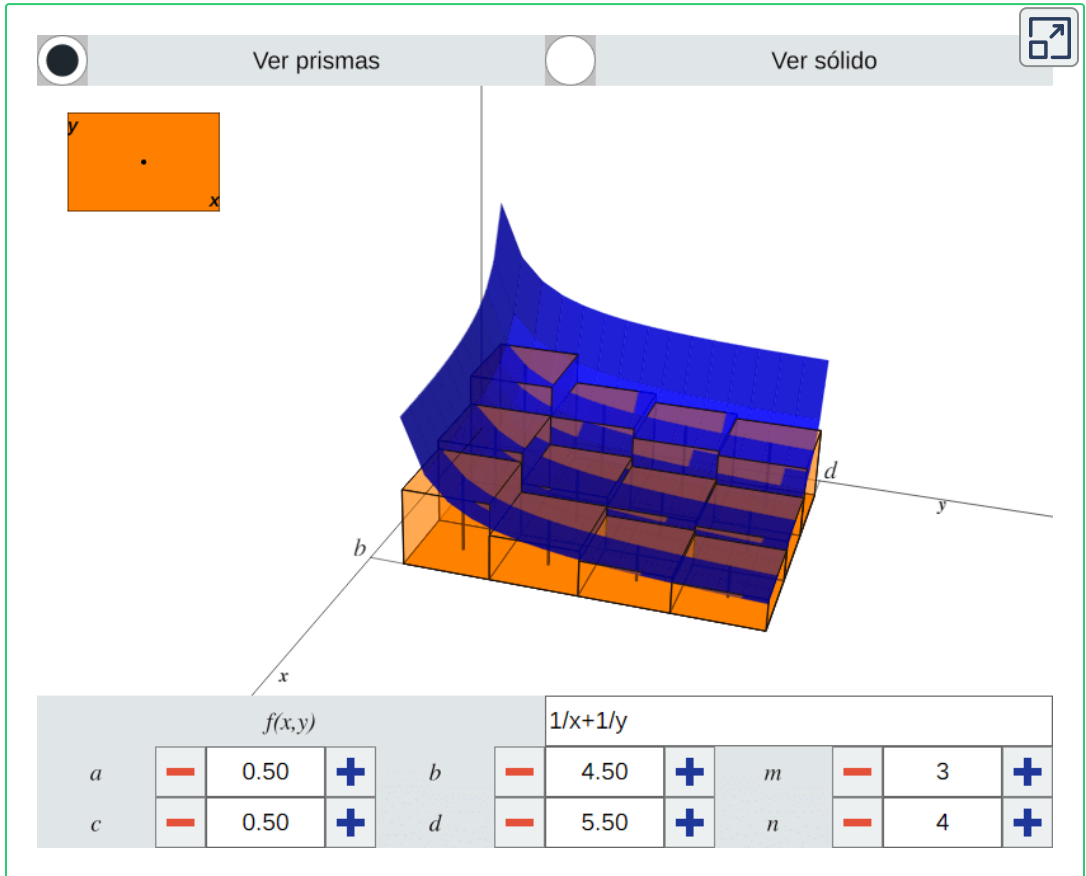 Ver prismas Ver sólido
y
x
d
y
b
x
f(x,y) 1/x+1/y
a 0.50 b 4.50 m 3
c 0.50 d 5.50 n 4